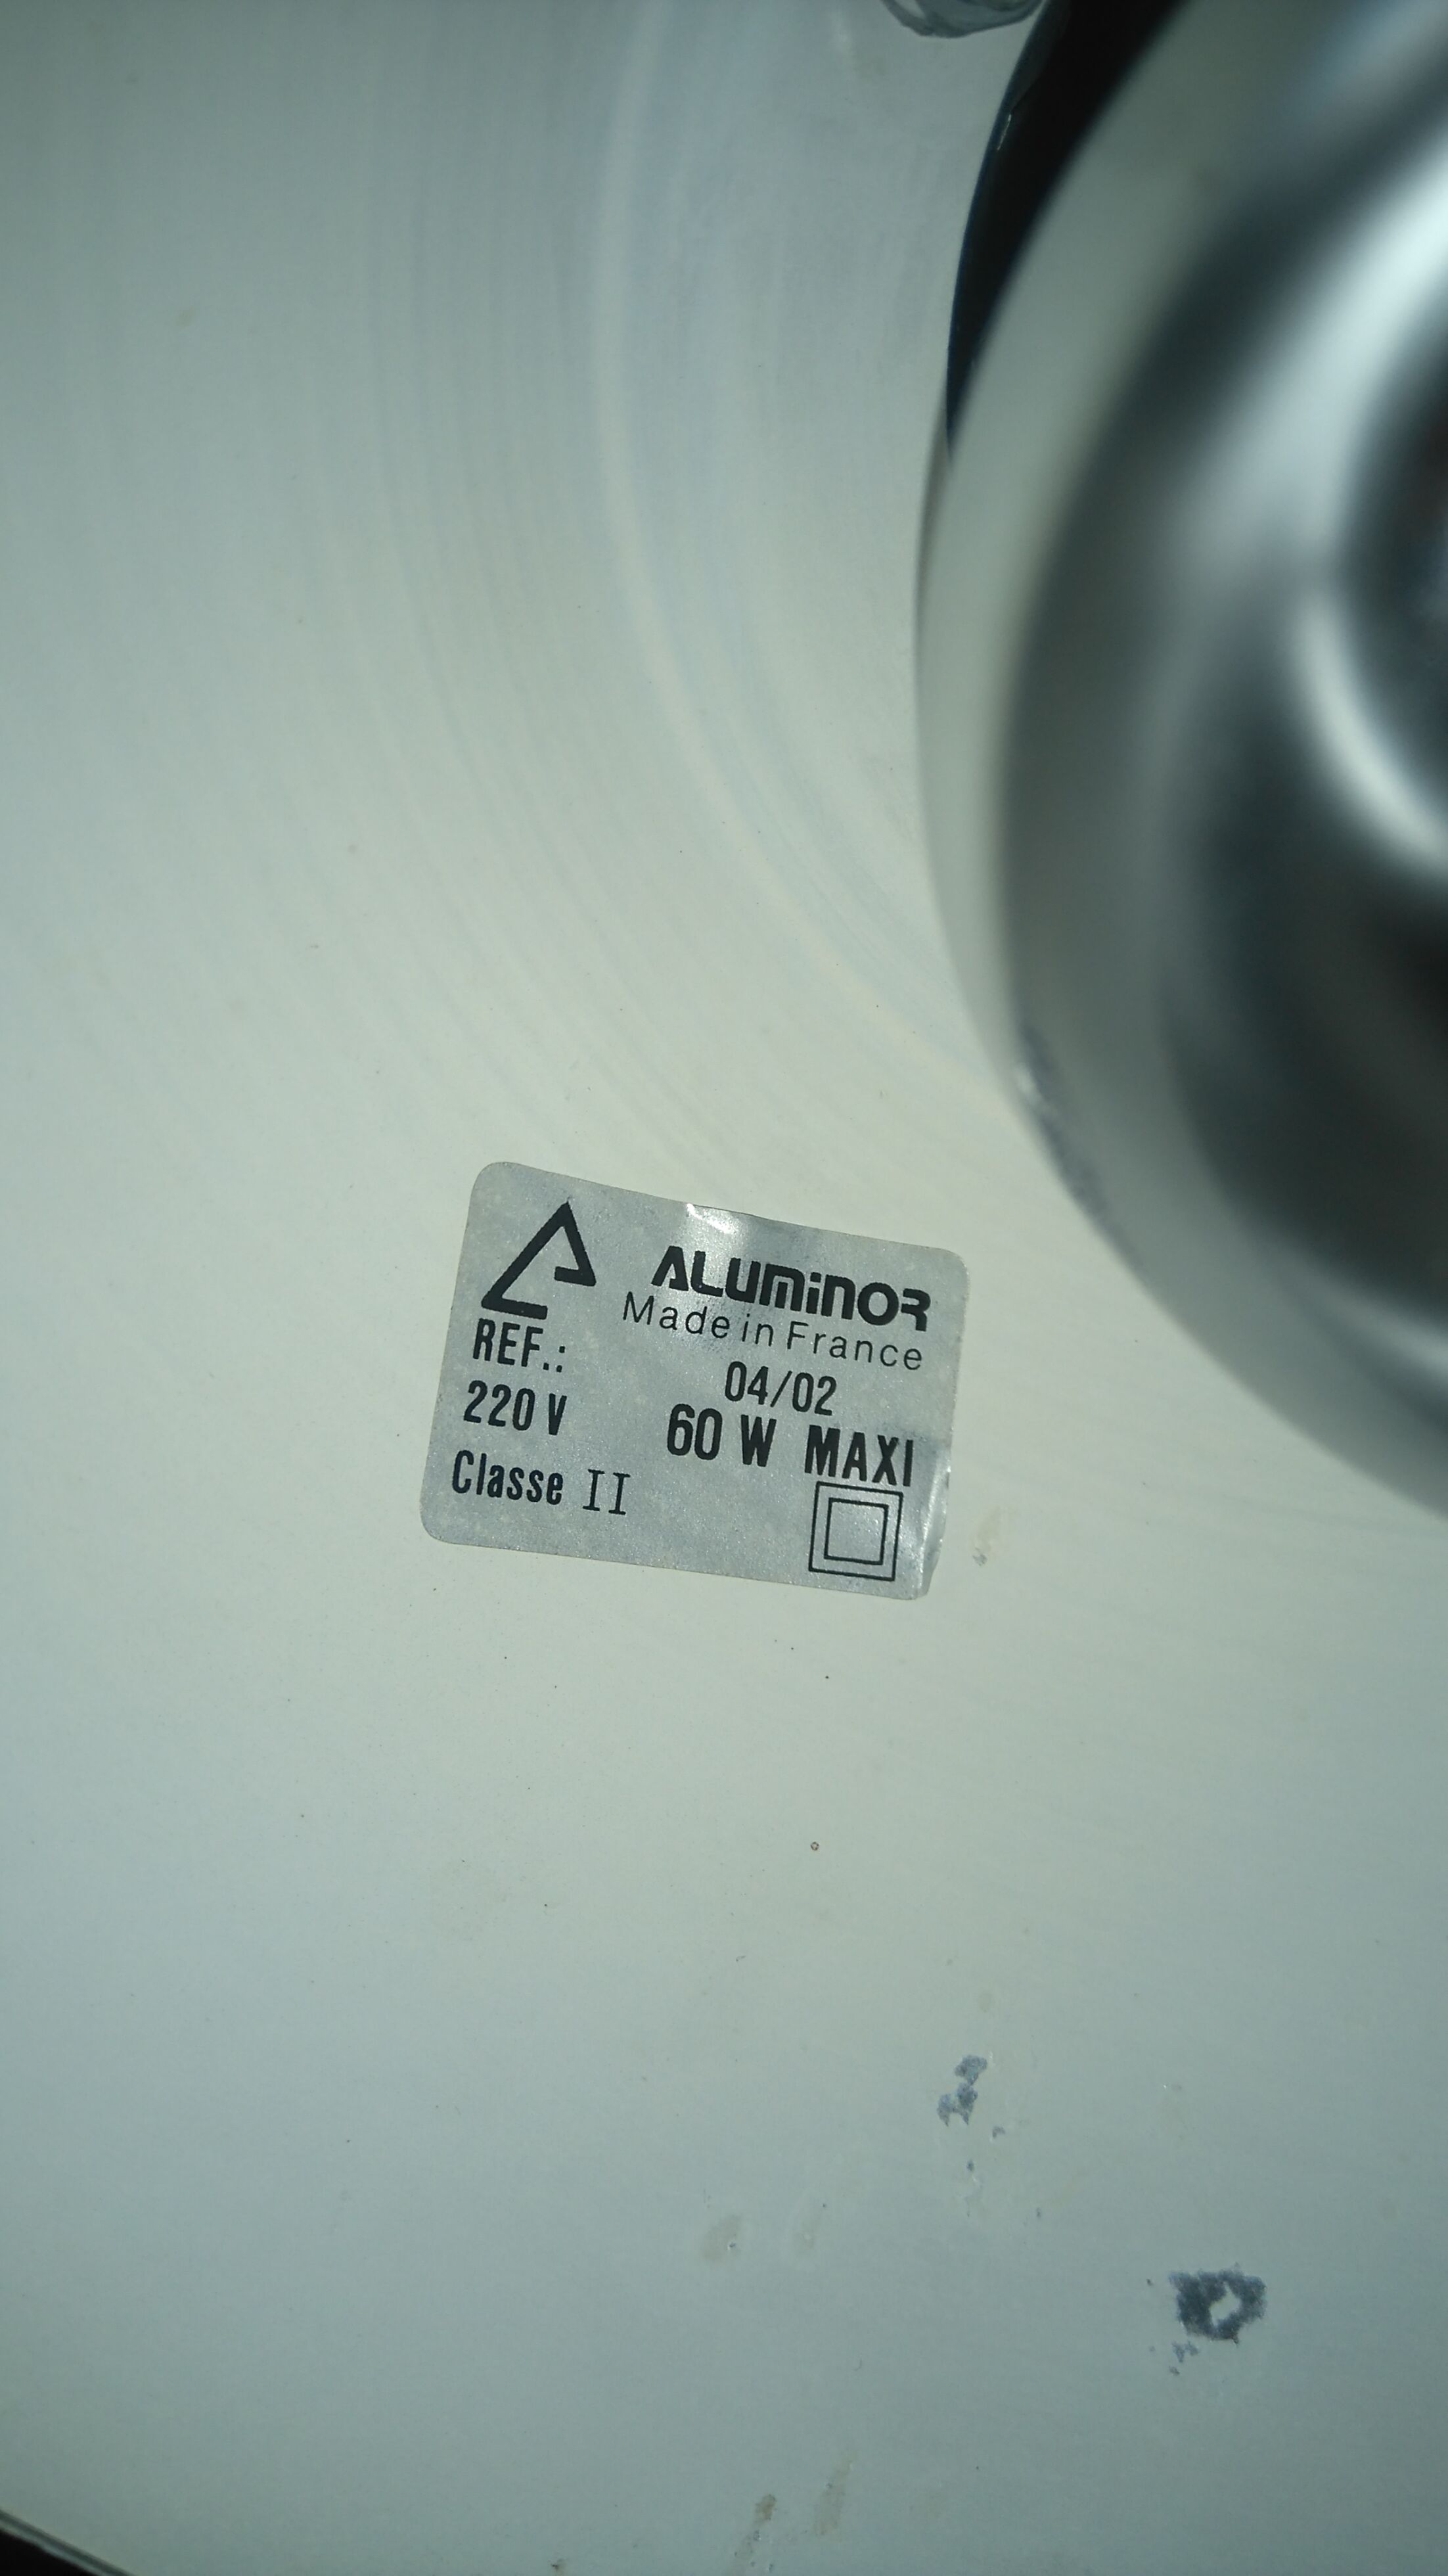 ALUMINOR
Made in France
REF.: 04/02
220 V 60 W MAXI
Classe II